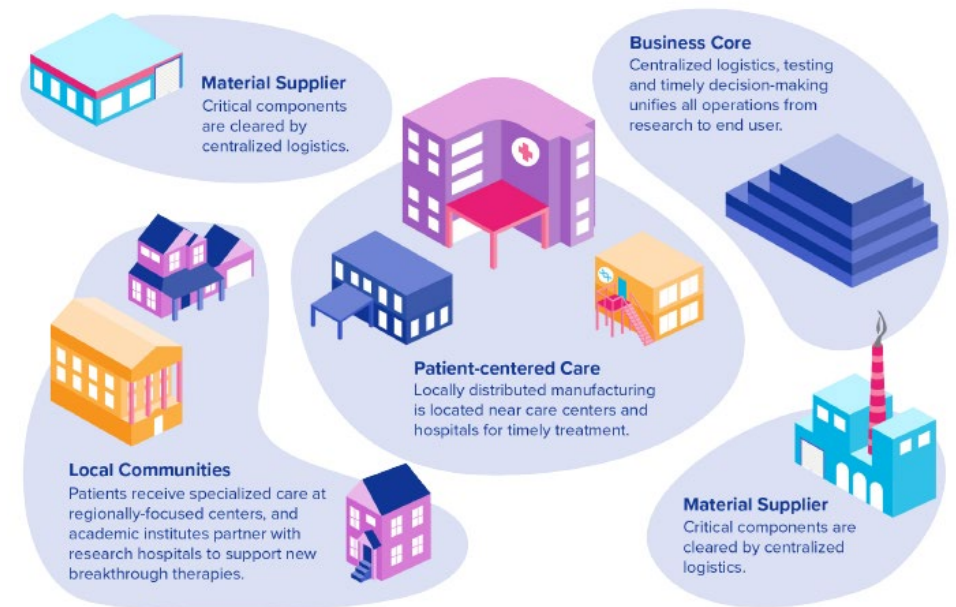 Material Supplier
Critical components
are cleared by
centralized logistics.
Business Core
Centralized logistics, testing
and timely decision-making
unifies all operations from
research to end user.
Patient-centered Care
Locally distributed manufacturing
is located near care centers and
hospitals for timely treatment.
Local Communities
Patients receive specialized care at
regionally-focused centers, and
academic institutes partner with
research hospitals to support new
breakthrough therapies.
Material Supplier
Critical components are
cleared by centralized
logistics.